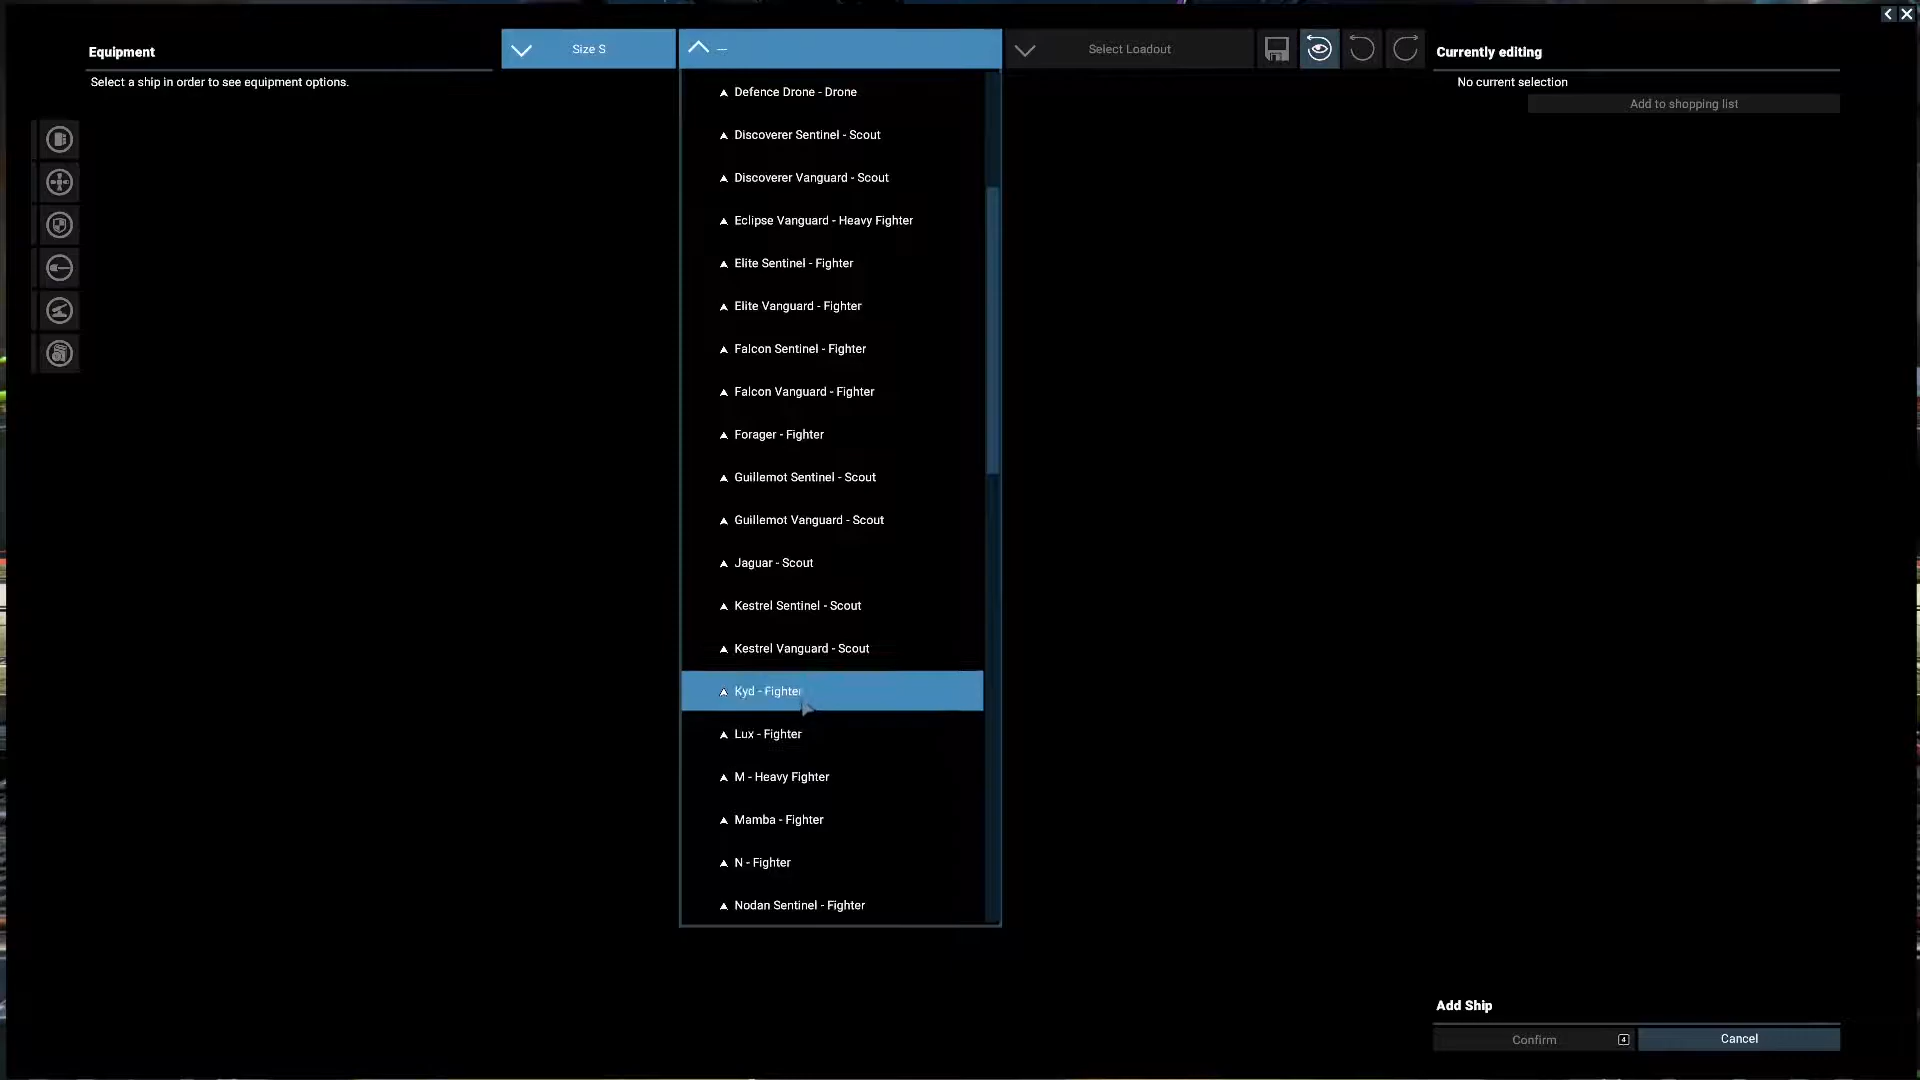 Equipment
Select a ship in order to see equipment options.
Size S
—
Select Loadout
Currently editing
No current selection
Add to shopping list
Defence Drone - Drone
Discoverer Sentinel - Scout
Discoverer Vanguard - Scout
Eclipse Vanguard - Heavy Fighter
Elite Sentinel - Fighter
Elite Vanguard - Fighter
Falcon Sentinel - Fighter
Falcon Vanguard - Fighter
Forager - Fighter
Guillemot Sentinel - Scout
Guillemot Vanguard - Scout
Jaguar - Scout
Kestrel Sentinel - Scout
Kestrel Vanguard - Scout
Kyd - Fighter
Lux - Fighter
M - Heavy Fighter
Mamba - Fighter
N - Fighter
Nodan Sentinel - Fighter
Add Ship
Confirm 4
Cancel